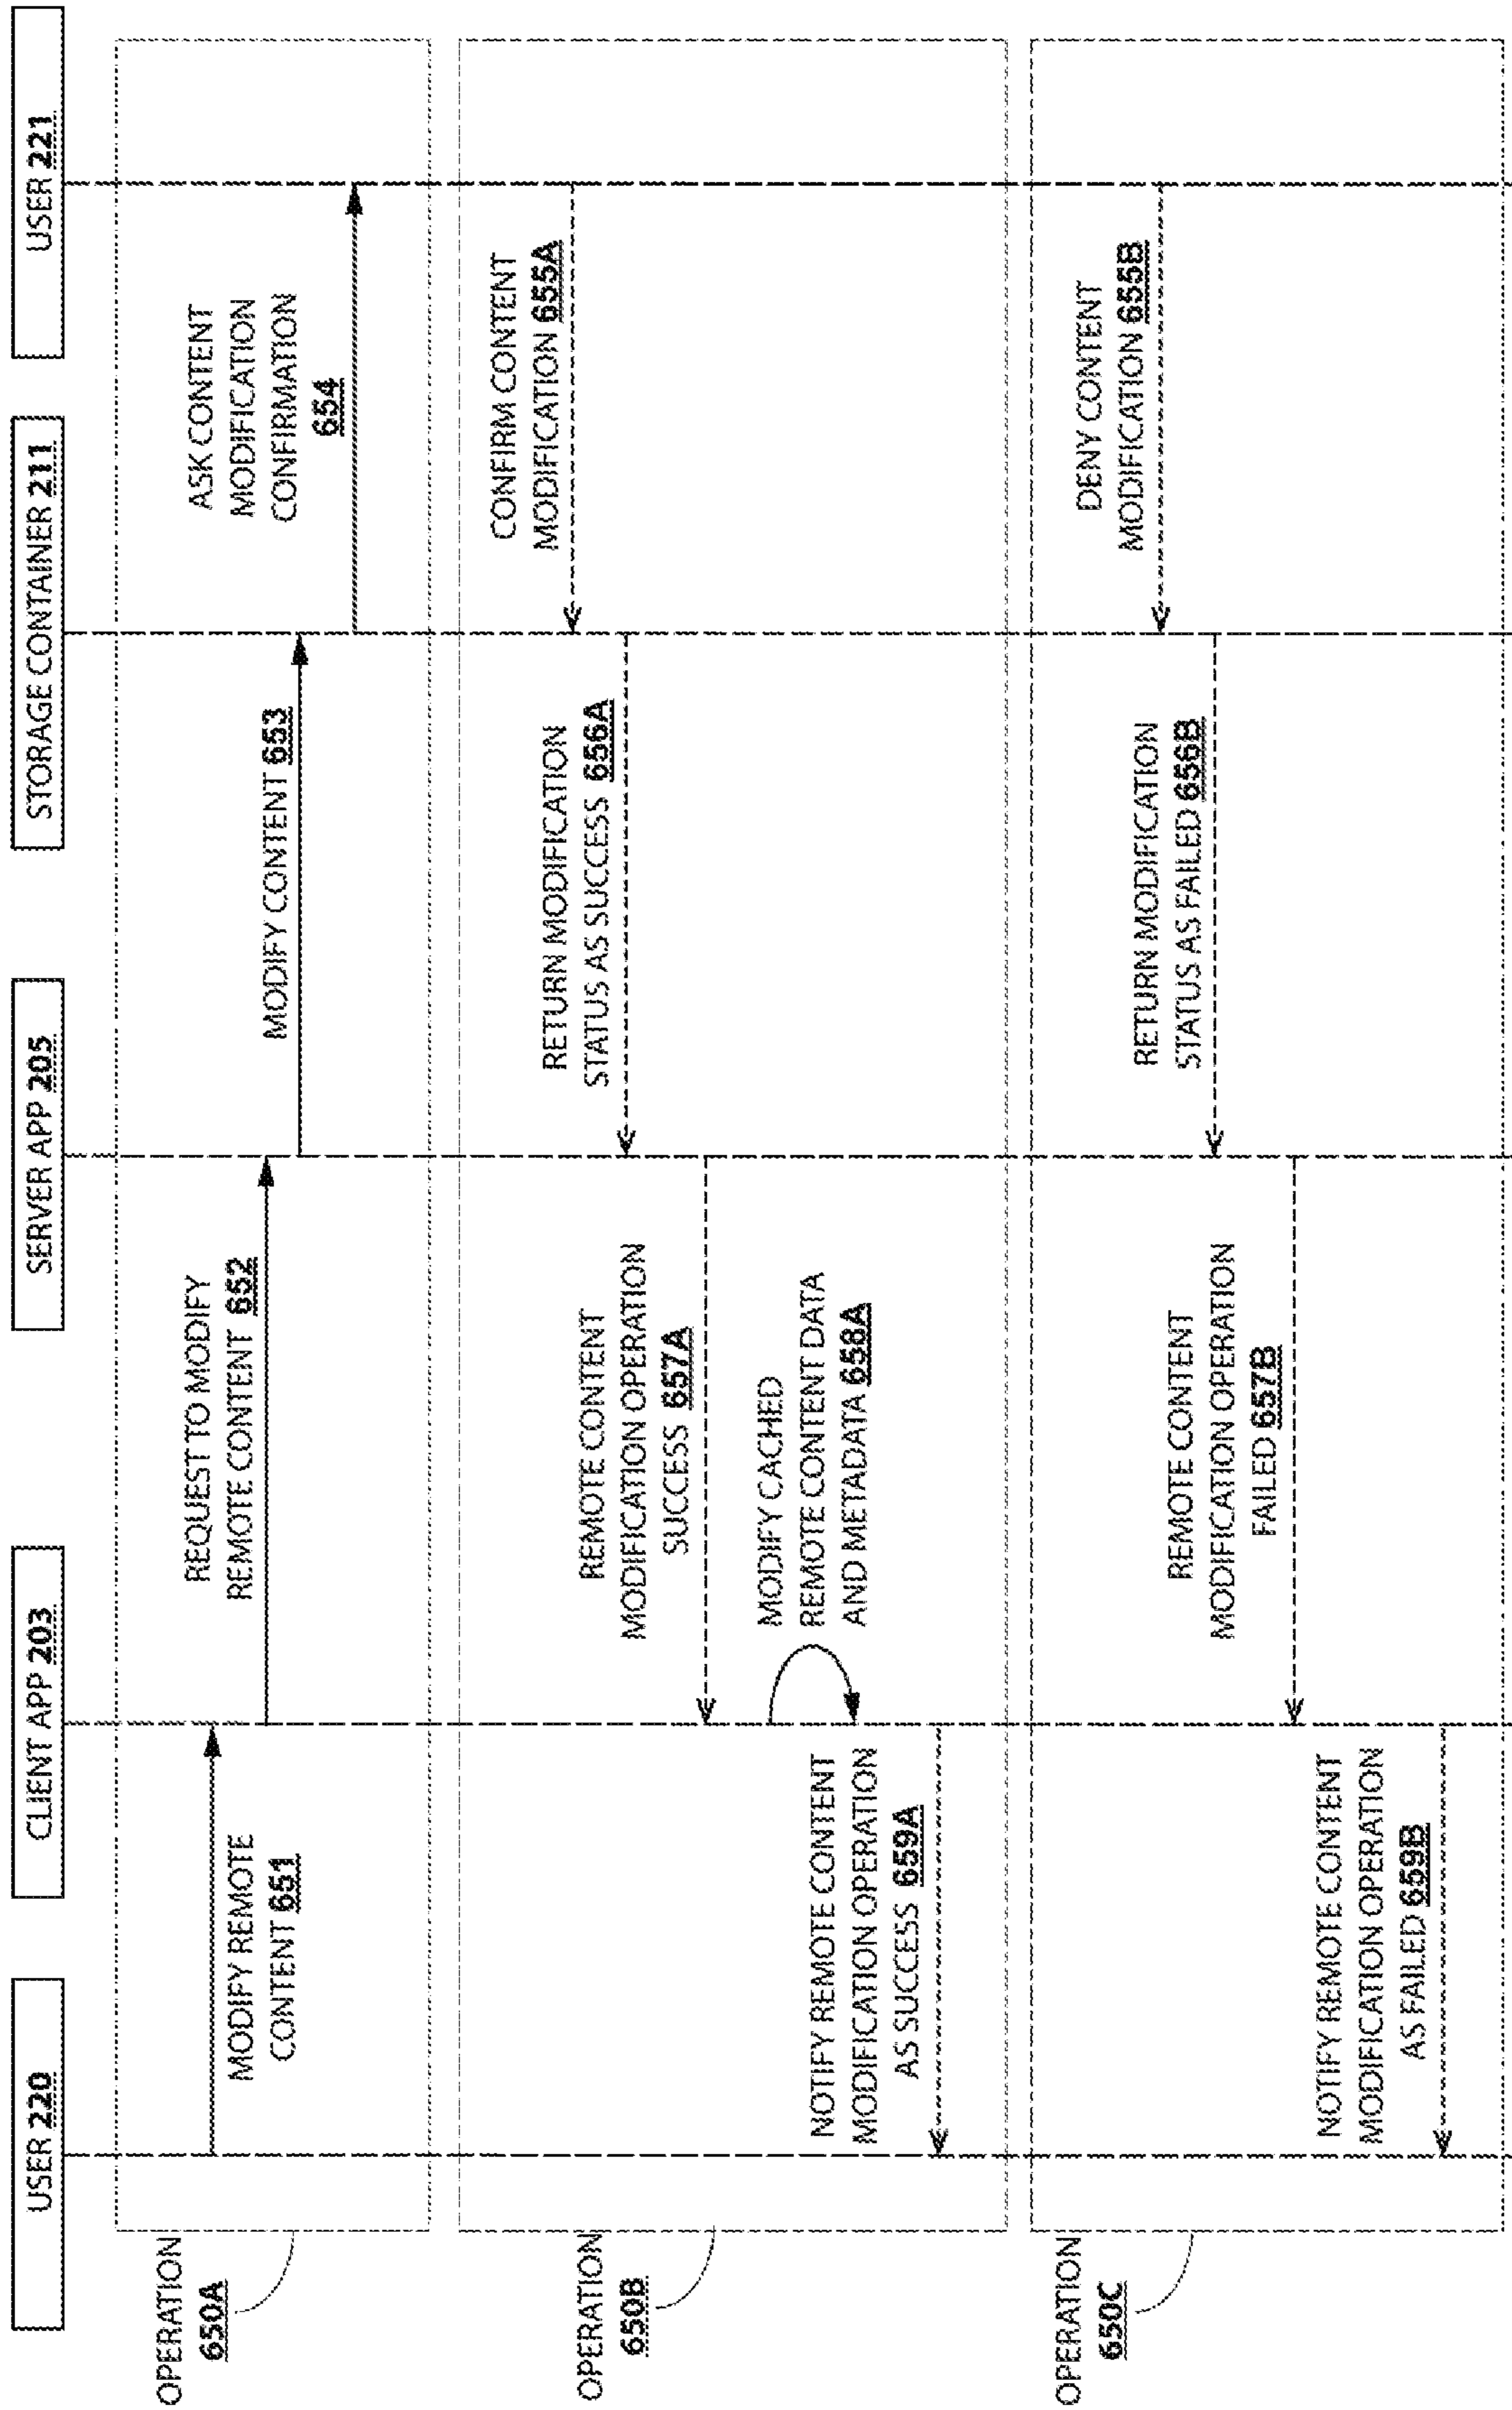 USER 220
CLIENT APP 203
SERVER APP 205
STORAGE CONTAINER 211
USER 221
OPERATION
650A
MODIFY REMOTE
CONTENT 651
REQUEST TO MODIFY
REMOTE CONTENT 652
MODIFY CONTENT 653
ASK CONTENT
MODIFICATION
CONFIRMATION
654
OPERATION
650B
CONFIRM CONTENT
MODIFICATION 655A
RETURN MODIFICATION
STATUS AS SUCCESS 656A
REMOTE CONTENT
MODIFICATION OPERATION
SUCCESS 657A
MODIFY CACHED
REMOTE CONTENT DATA
AND METADATA 658A
NOTIFY REMOTE CONTENT
MODIFICATION OPERATION
AS SUCCESS 659A
OPERATION
650C
DENY CONTENT
MODIFICATION 655B
RETURN MODIFICATION
STATUS AS FAILED 656B
REMOTE CONTENT
MODIFICATION OPERATION
FAILED 657B
NOTIFY REMOTE CONTENT
MODIFICATION OPERATION
AS FAILED 659B